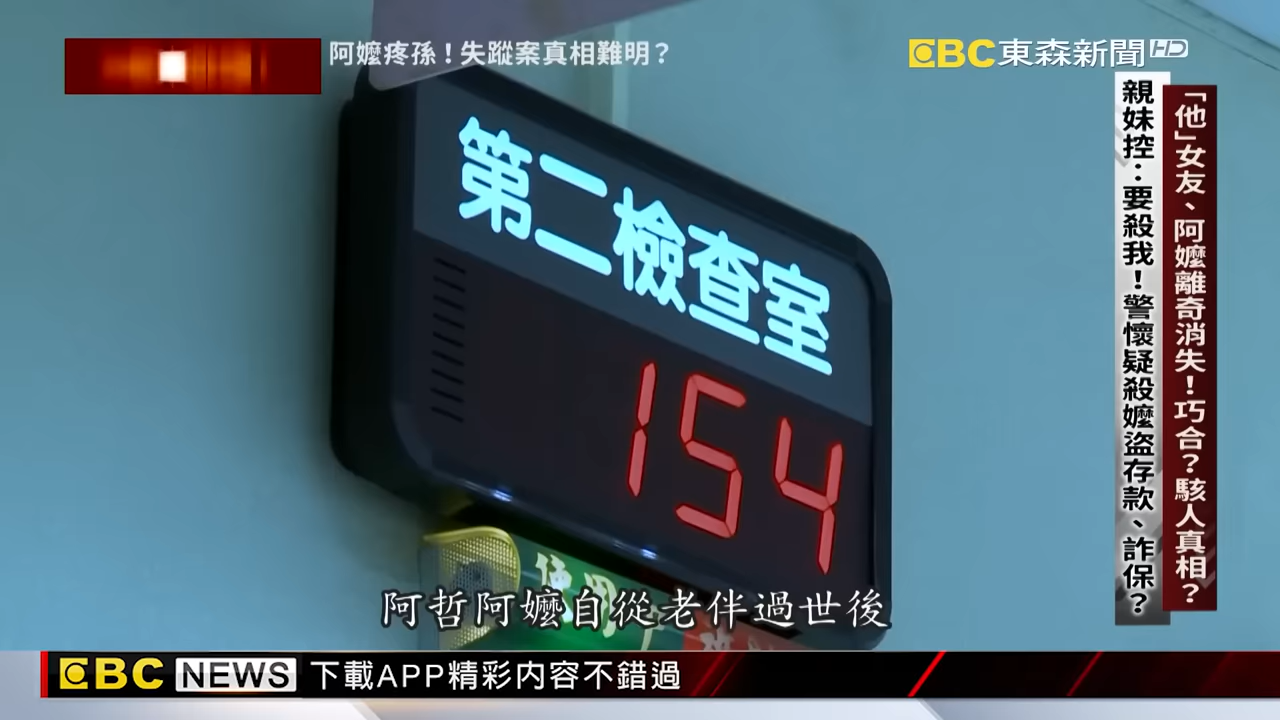 阿嬤疼孫！失蹤案真相難明？
EBC東森新聞HD
「他」女友、阿嬤離奇消失！巧合？駭人真相？
親妹控：要殺我！警懷疑殺嬤盜存款、詐保？
第二檢查室
154
使用
阿哲阿嬤自從老伴過世後
EBC NEWS 下載APP精彩內容不錯過